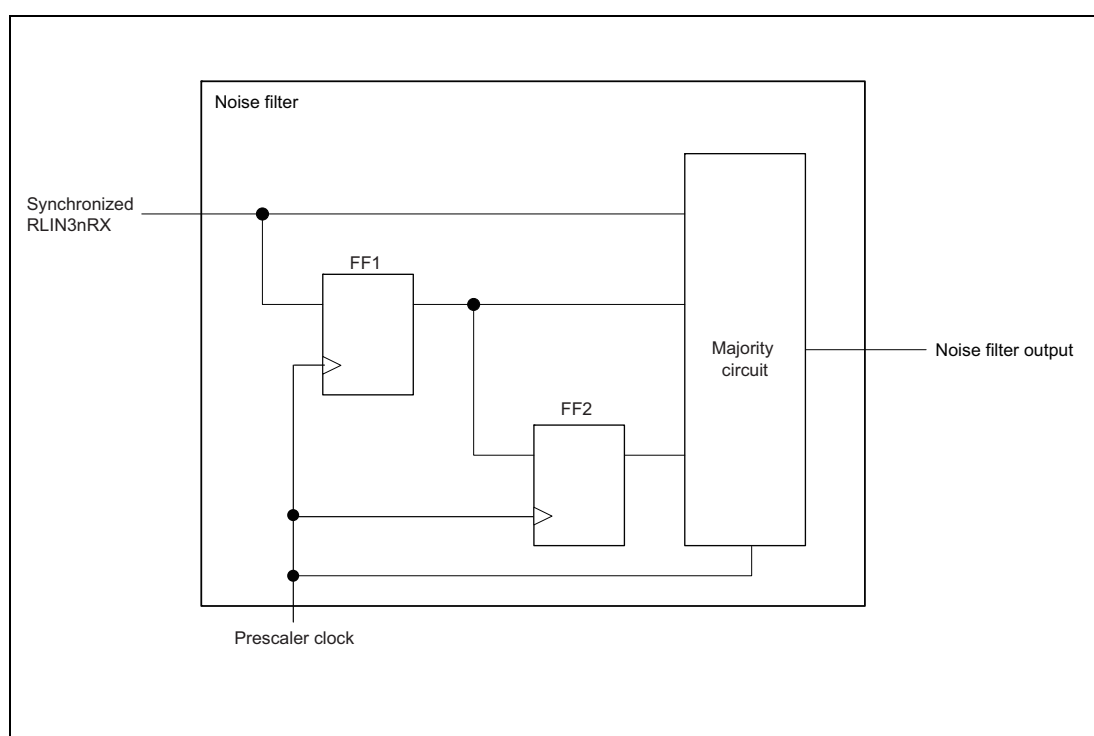 Noise filter
Synchronized
RLIN3nRX
FF1
Majority
circuit
Noise filter output
FF2
Prescaler clock